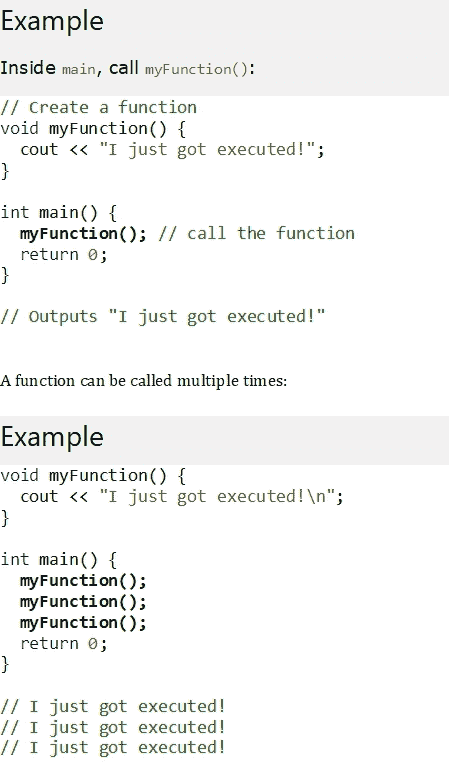 Example
Inside main, call myFunction():
// Create a function
void myFunction() {
  cout << "I just got executed!";
}
int main() {
  myFunction(); // call the function
  return 0;
}
// Outputs "I just got executed!"
A function can be called multiple times:
Example
void myFunction() {
  cout << "I just got executed!\n";
}
int main() {
  myFunction();
  myFunction();
  myFunction();
  return 0;
}
// I just got executed!
// I just got executed!
// I just got executed!